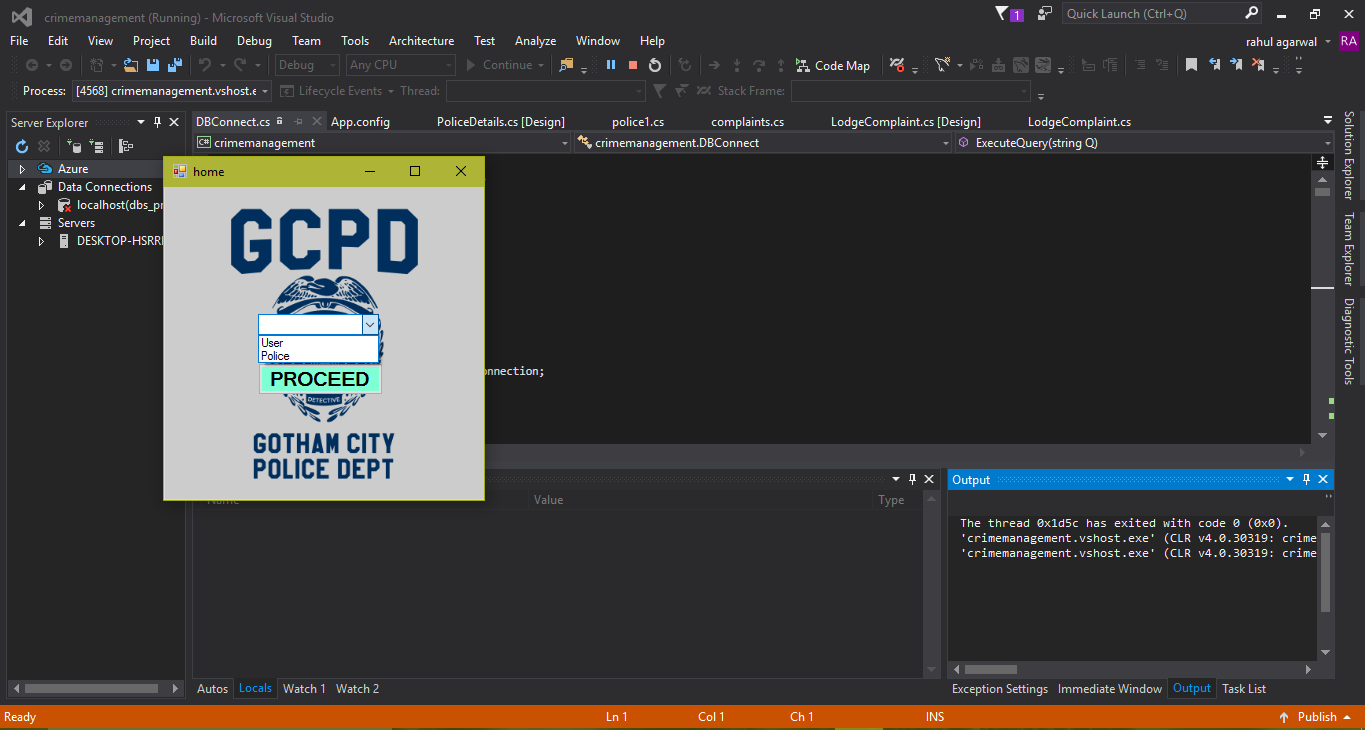 crimemanagement (Running) - Microsoft Visual Studio
1
Quick Launch (Ctrl+Q)
File Edit View Project Build Debug Team Tools Architecture Test Analyze Window Help
rahul agarwal RA
Debug Any CPU Continue Code Map
Process: [4568] crimemanagement.vshost.e Lifecycle Events Thread: Stack Frame:
Server Explorer
DBConnect.cs App.config PoliceDetails.cs [Design] police1.cs complaints.cs LodgeComplaint.cs [Design] LodgeComplaint.cs
C# crimemanagement crimemanagement.DBConnect ExecuteQuery(string Q)
Azure
Data Connections
localhost(dbs_pr
Servers
DESKTOP-HSRRI
home
GCPD
User
Police
PROCEED
DETECTIVE
GOTHAM CITY
POLICE DEPT
onnection;
Solution Explorer
Team Explorer
Diagnostic Tools
Name Value Type
Output
The thread 0x1d5c has exited with code 0 (0x0).
'crimemanagement.vshost.exe' (CLR v4.0.30319: crime
'crimemanagement.vshost.exe' (CLR v4.0.30319: crime
Autos Locals Watch 1 Watch 2
Exception Settings Immediate Window Output Task List
Ready Ln 1 Col 1 Ch 1 INS Publish